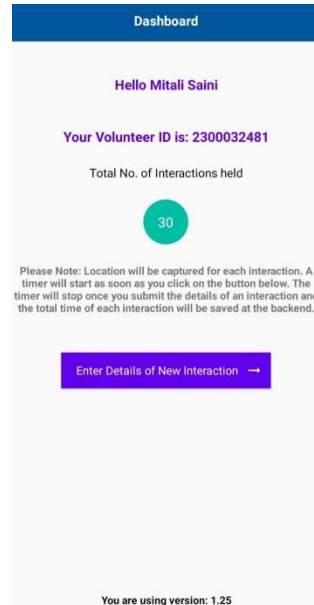 Dashboard
Hello Mitali Saini
Your Volunteer ID is: 2300032481
Total No. of Interactions held
30
Please Note: Location will be captured for each interaction. A
timer will start as soon as you click on the button below. The
timer will stop once you submit the details of an interaction and
the total time of each interaction will be saved at the backend.
Enter Details of New Interaction →
You are using version: 1.25